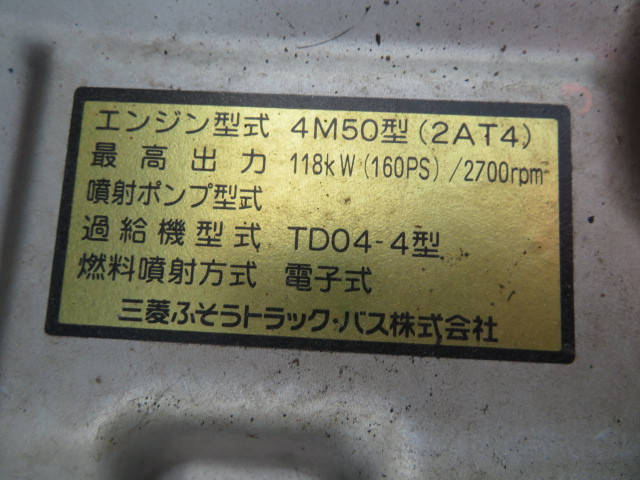 エンジン型式 4M50型(2AT4)
最高出力 118kW(160PS)/2700rpm
噴射ポンプ型式
過給機型式 TD04-4型
燃料噴射方式 電子式
三菱ふそうトラック・バス株式会社